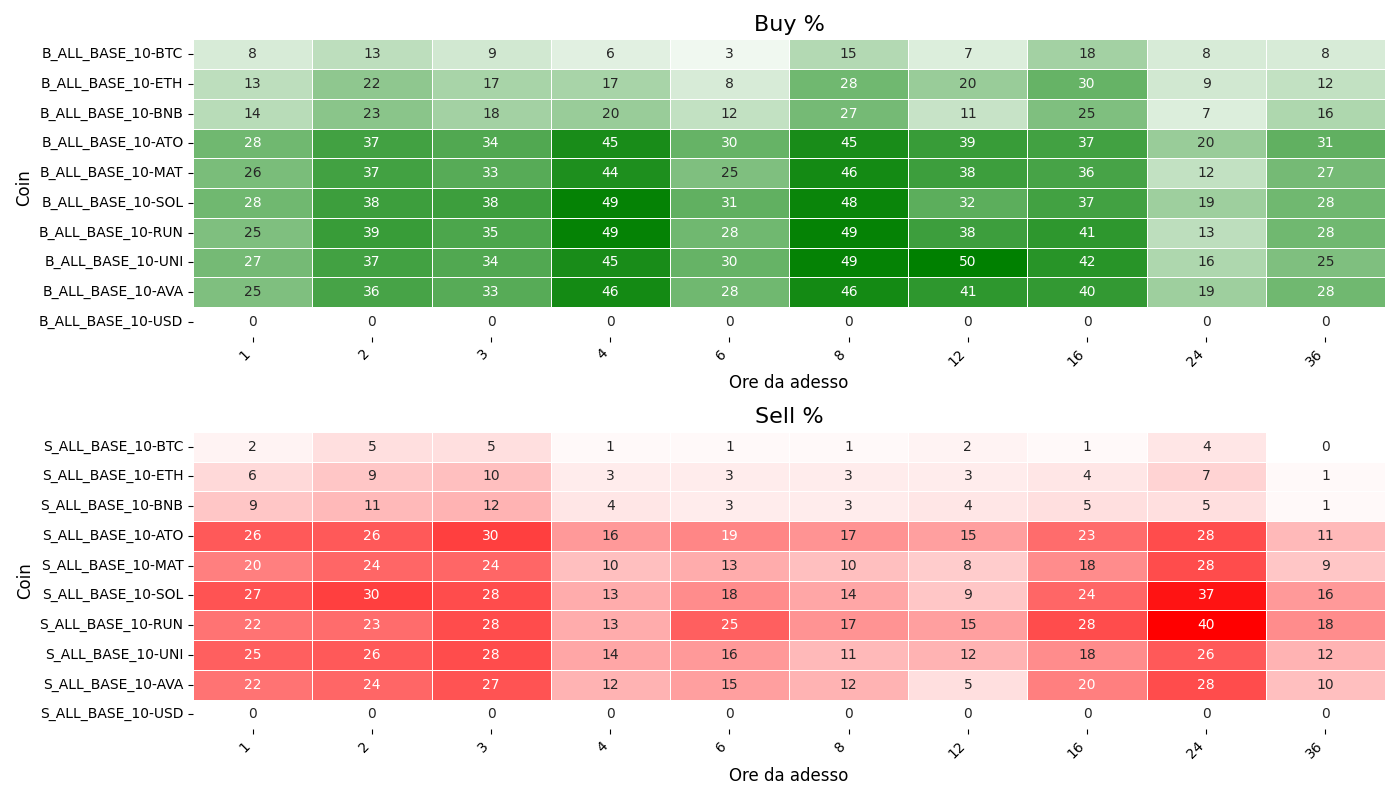 Buy %
Coin
B_ALL_BASE_10-BTC 8 13 9 6 3 15 7 18 8 8
B_ALL_BASE_10-ETH 13 22 17 17 8 28 20 30 9 12
B_ALL_BASE_10-BNB 14 23 18 20 12 27 11 25 7 16
B_ALL_BASE_10-ATO 28 37 34 45 30 45 39 37 20 31
B_ALL_BASE_10-MAT 26 37 33 44 25 46 38 36 12 27
B_ALL_BASE_10-SOL 28 38 38 49 31 48 32 37 19 28
B_ALL_BASE_10-RUN 25 39 35 49 28 49 38 41 13 28
B_ALL_BASE_10-UNI 27 37 34 45 30 49 50 42 16 25
B_ALL_BASE_10-AVA 25 36 33 46 28 46 41 40 19 28
B_ALL_BASE_10-USD 0 0 0 0 0 0 0 0 0 0
1 2 3 4 6 8 12 16 24 36
Ore da adesso
Sell %
Coin
S_ALL_BASE_10-BTC 2 5 5 1 1 1 2 1 4 0
S_ALL_BASE_10-ETH 6 9 10 3 3 3 3 4 7 1
S_ALL_BASE_10-BNB 9 11 12 4 3 3 4 5 5 1
S_ALL_BASE_10-ATO 26 26 30 16 19 17 15 23 28 11
S_ALL_BASE_10-MAT 20 24 24 10 13 10 8 18 28 9
S_ALL_BASE_10-SOL 27 30 28 13 18 14 9 24 37 16
S_ALL_BASE_10-RUN 22 23 28 13 25 17 15 28 40 18
S_ALL_BASE_10-UNI 25 26 28 14 16 11 12 18 26 12
S_ALL_BASE_10-AVA 22 24 27 12 15 12 5 20 28 10
S_ALL_BASE_10-USD 0 0 0 0 0 0 0 0 0 0
1 2 3 4 6 8 12 16 24 36
Ore da adesso